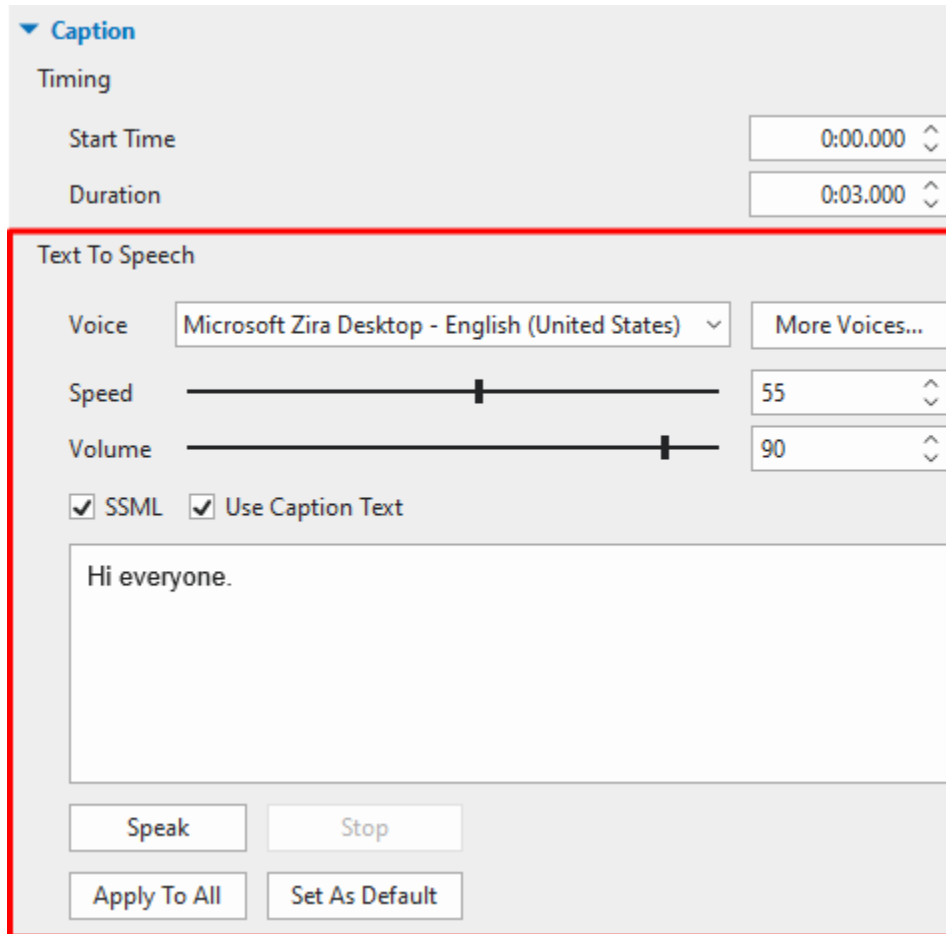 Caption
Timing
Start Time 0:00.000
Duration 0:03.000
Text To Speech
Voice Microsoft Zira Desktop - English (United States) More Voices...
Speed 55
Volume 90
SSML Use Caption Text
Hi everyone.
Speak Stop
Apply To All Set As Default